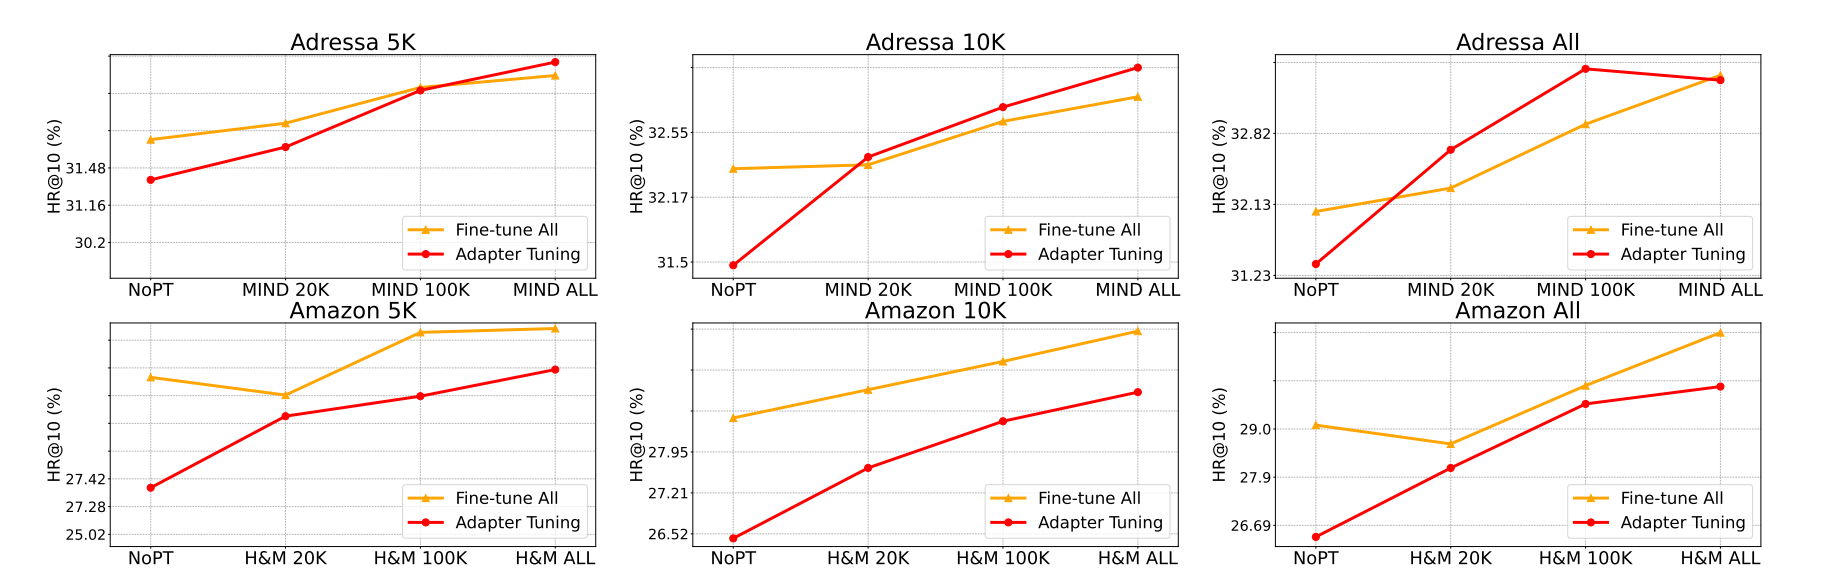 Adressa 5K
HR@10 (%)
31.48
31.16
30.2
Fine-tune All
Adapter Tuning
NoPT
MIND 20K
MIND 100K
MIND ALL
Adressa 10K
HR@10 (%)
32.55
32.17
31.5
Fine-tune All
Adapter Tuning
NoPT
MIND 20K
MIND 100K
MIND ALL
Adressa All
HR@10 (%)
32.82
32.13
31.23
Fine-tune All
Adapter Tuning
NoPT
MIND 20K
MIND 100K
MIND ALL
Amazon 5K
HR@10 (%)
27.42
27.28
25.02
Fine-tune All
Adapter Tuning
NoPT
H&M 20K
H&M 100K
H&M ALL
Amazon 10K
HR@10 (%)
27.95
27.21
26.52
Fine-tune All
Adapter Tuning
NoPT
H&M 20K
H&M 100K
H&M ALL
Amazon All
HR@10 (%)
29.0
27.9
26.69
Fine-tune All
Adapter Tuning
NoPT
H&M 20K
H&M 100K
H&M ALL